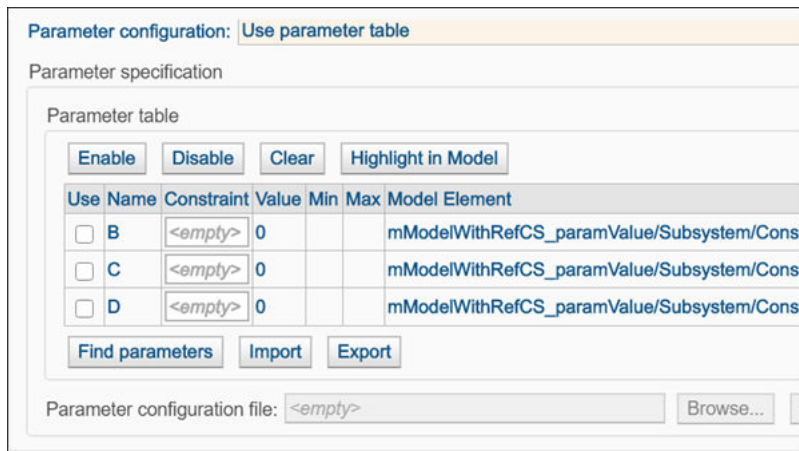 Parameter configuration: Use parameter table
Parameter specification
Parameter table
Enable Disable Clear Highlight in Model
Use Name Constraint Value Min Max Model Element
B <empty> 0 mModelWithRefCS_paramValue/Subsystem/Cons
C <empty> 0 mModelWithRefCS_paramValue/Subsystem/Cons
D <empty> 0 mModelWithRefCS_paramValue/Subsystem/Cons
Find parameters Import Export
Parameter configuration file: <empty> Browse...